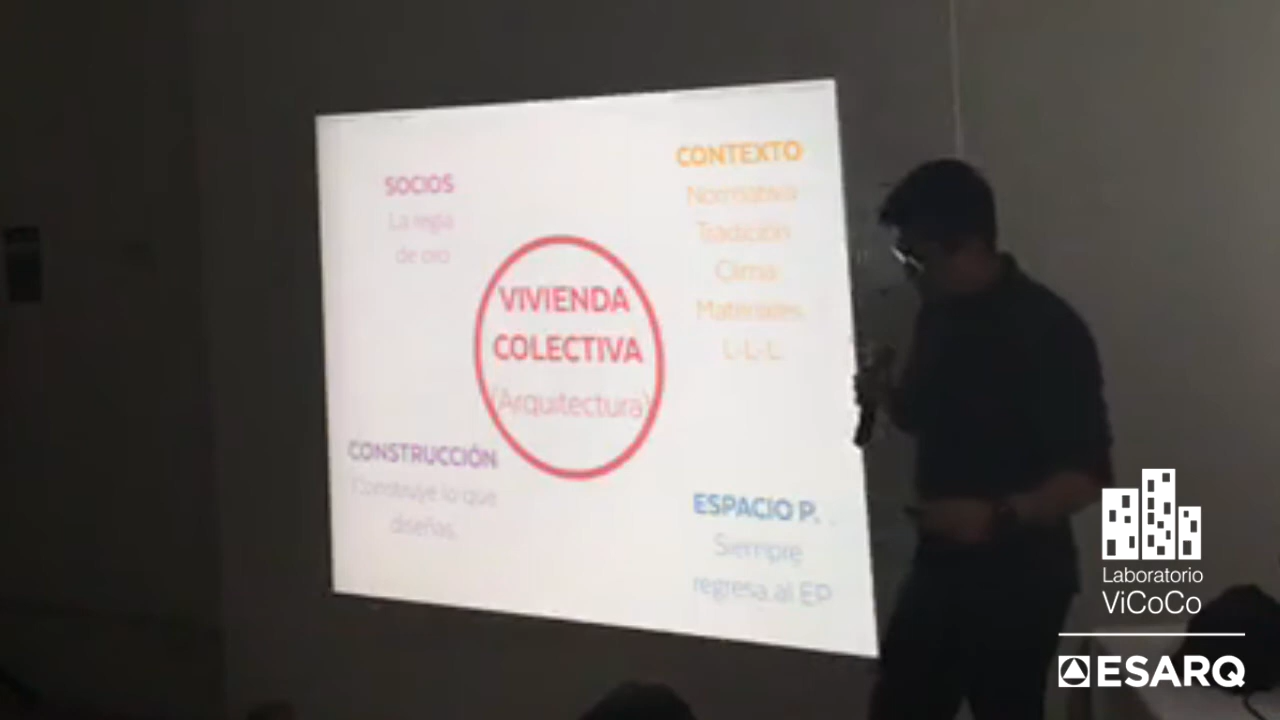 SOCIOS
La regla
de oro
CONTEXTO
Normativa
Tradición
Clima
Materiales
L-L-L
VIVIENDA
COLECTIVA
(Arquitectura)
CONSTRUCCIÓN
Construye lo que
diseñas.
ESPACIO P.
Siempre
regresa al EP
Laboratorio
ViCoCo
ESARQ